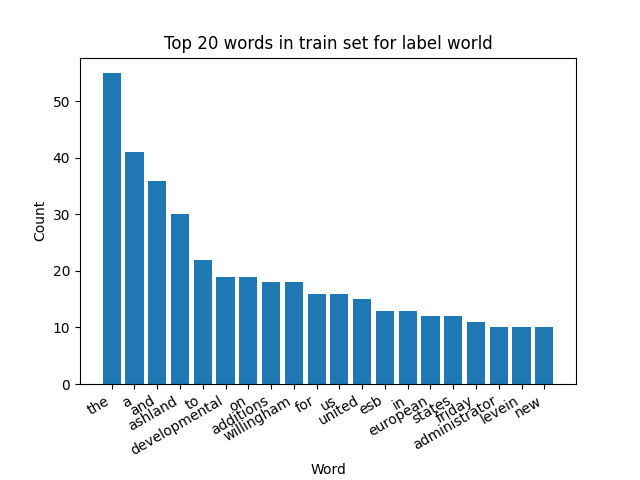 Top 20 words in train set for label world
Count
50
40
30
20
10
0
the
a
and
ashland
to
developmental
on
additions
willingham
for
us
united
esb
in
european
states
friday
administrator
levein
new
Word